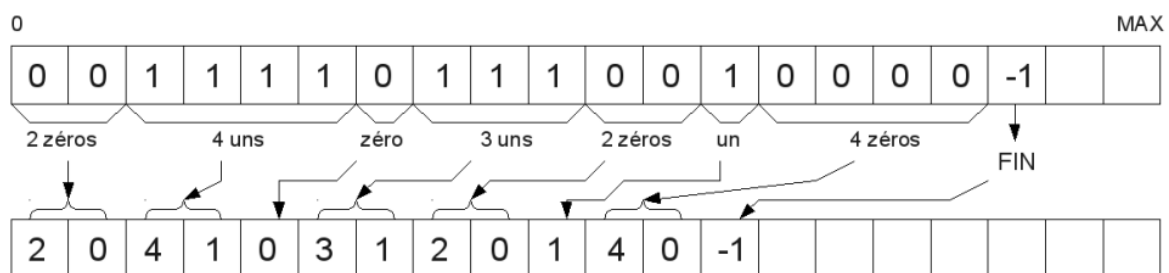 0 MAX
0 0 1 1 1 1 0 1 1 1 0 0 1 0 0 0 0 -1
2 zéros 4 uns zéro 3 uns 2 zéros un 4 zéros
FIN
2 0 4 1 0 3 1 2 0 1 4 0 -1